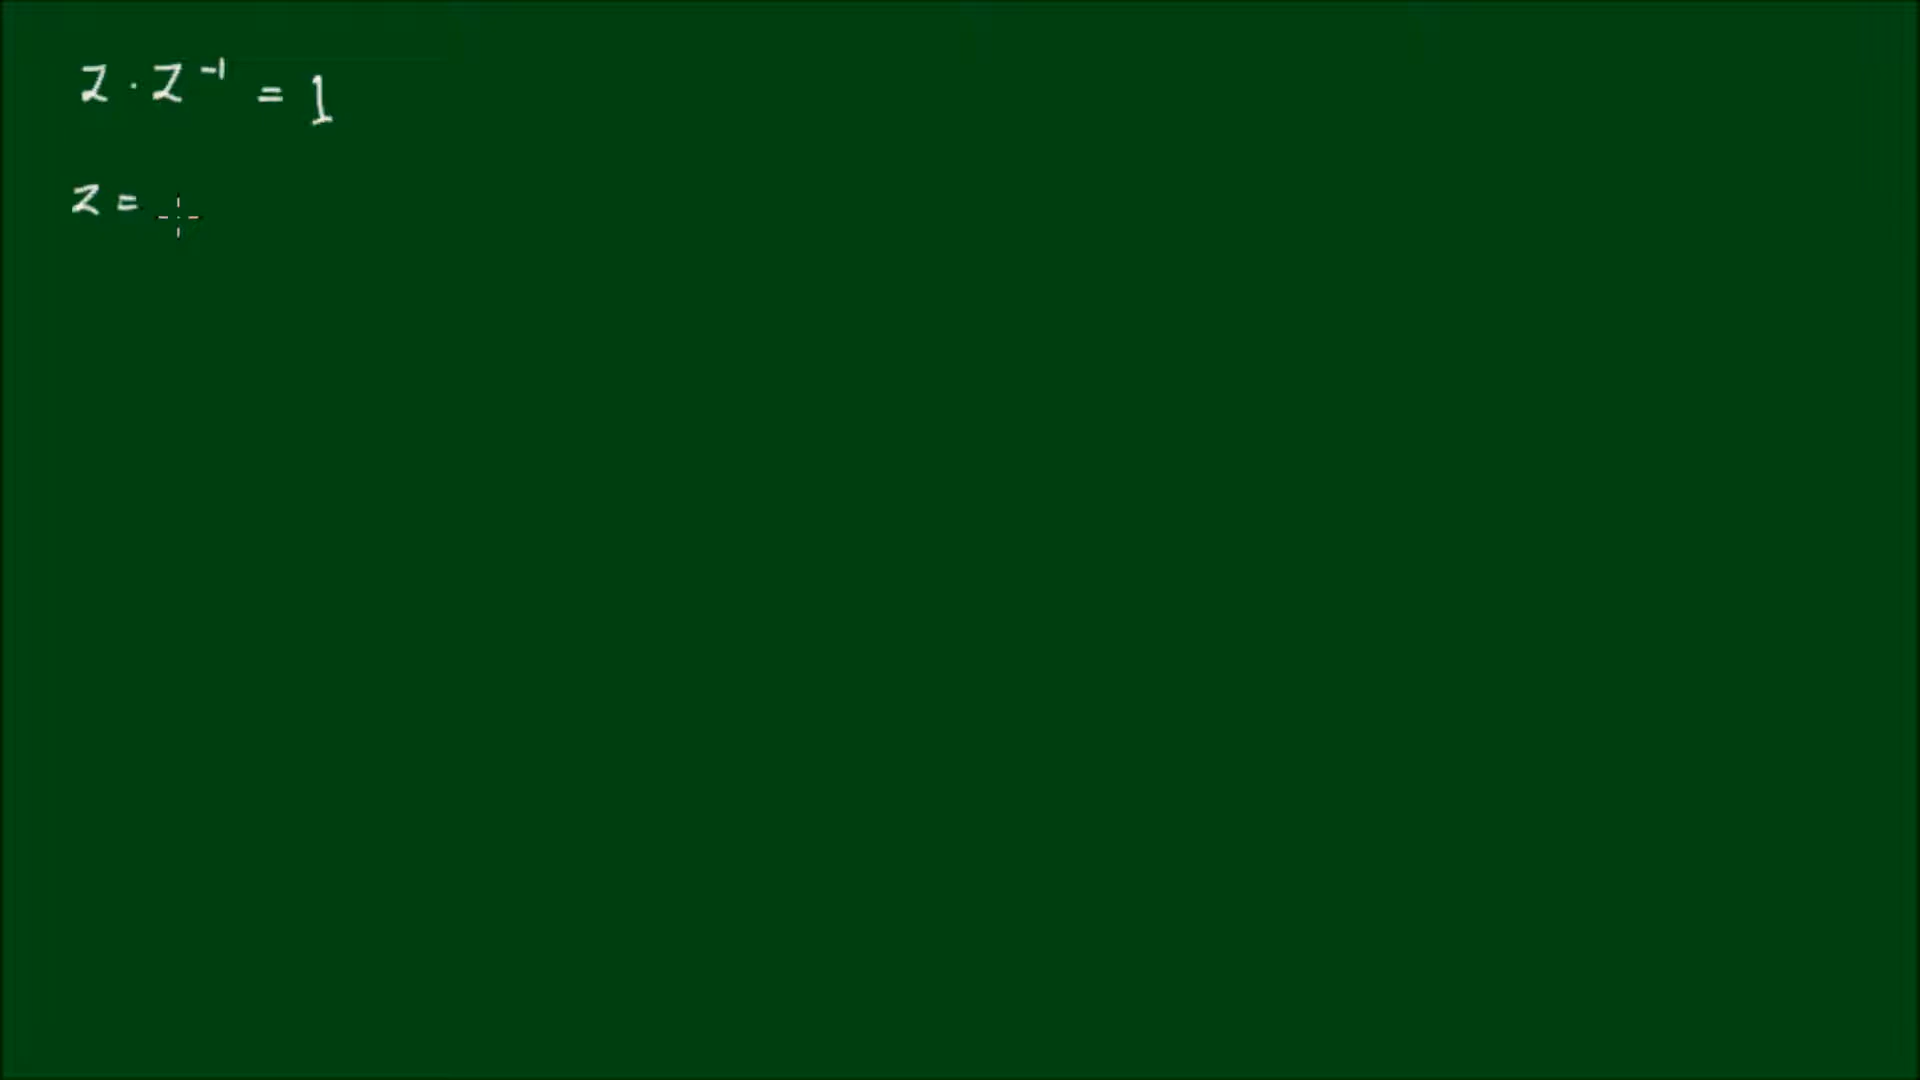 z · z⁻¹ = 1
z =